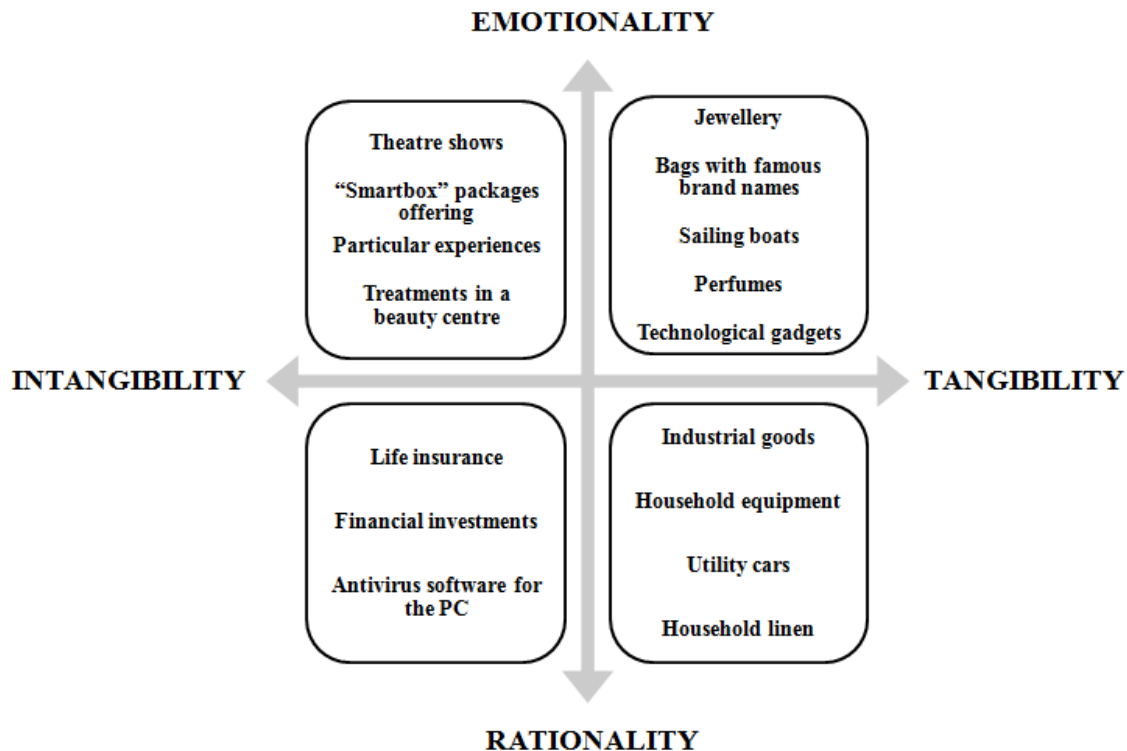 EMOTIONALITY
Theatre shows
“Smartbox” packages
offering
Particular experiences
Treatments in a
beauty centre
Jewellery
Bags with famous
brand names
Sailing boats
Perfumes
Technological gadgets
INTANGIBILITY
TANGIBILITY
Life insurance
Financial investments
Antivirus software for
the PC
Industrial goods
Household equipment
Utility cars
Household linen
RATIONALITY